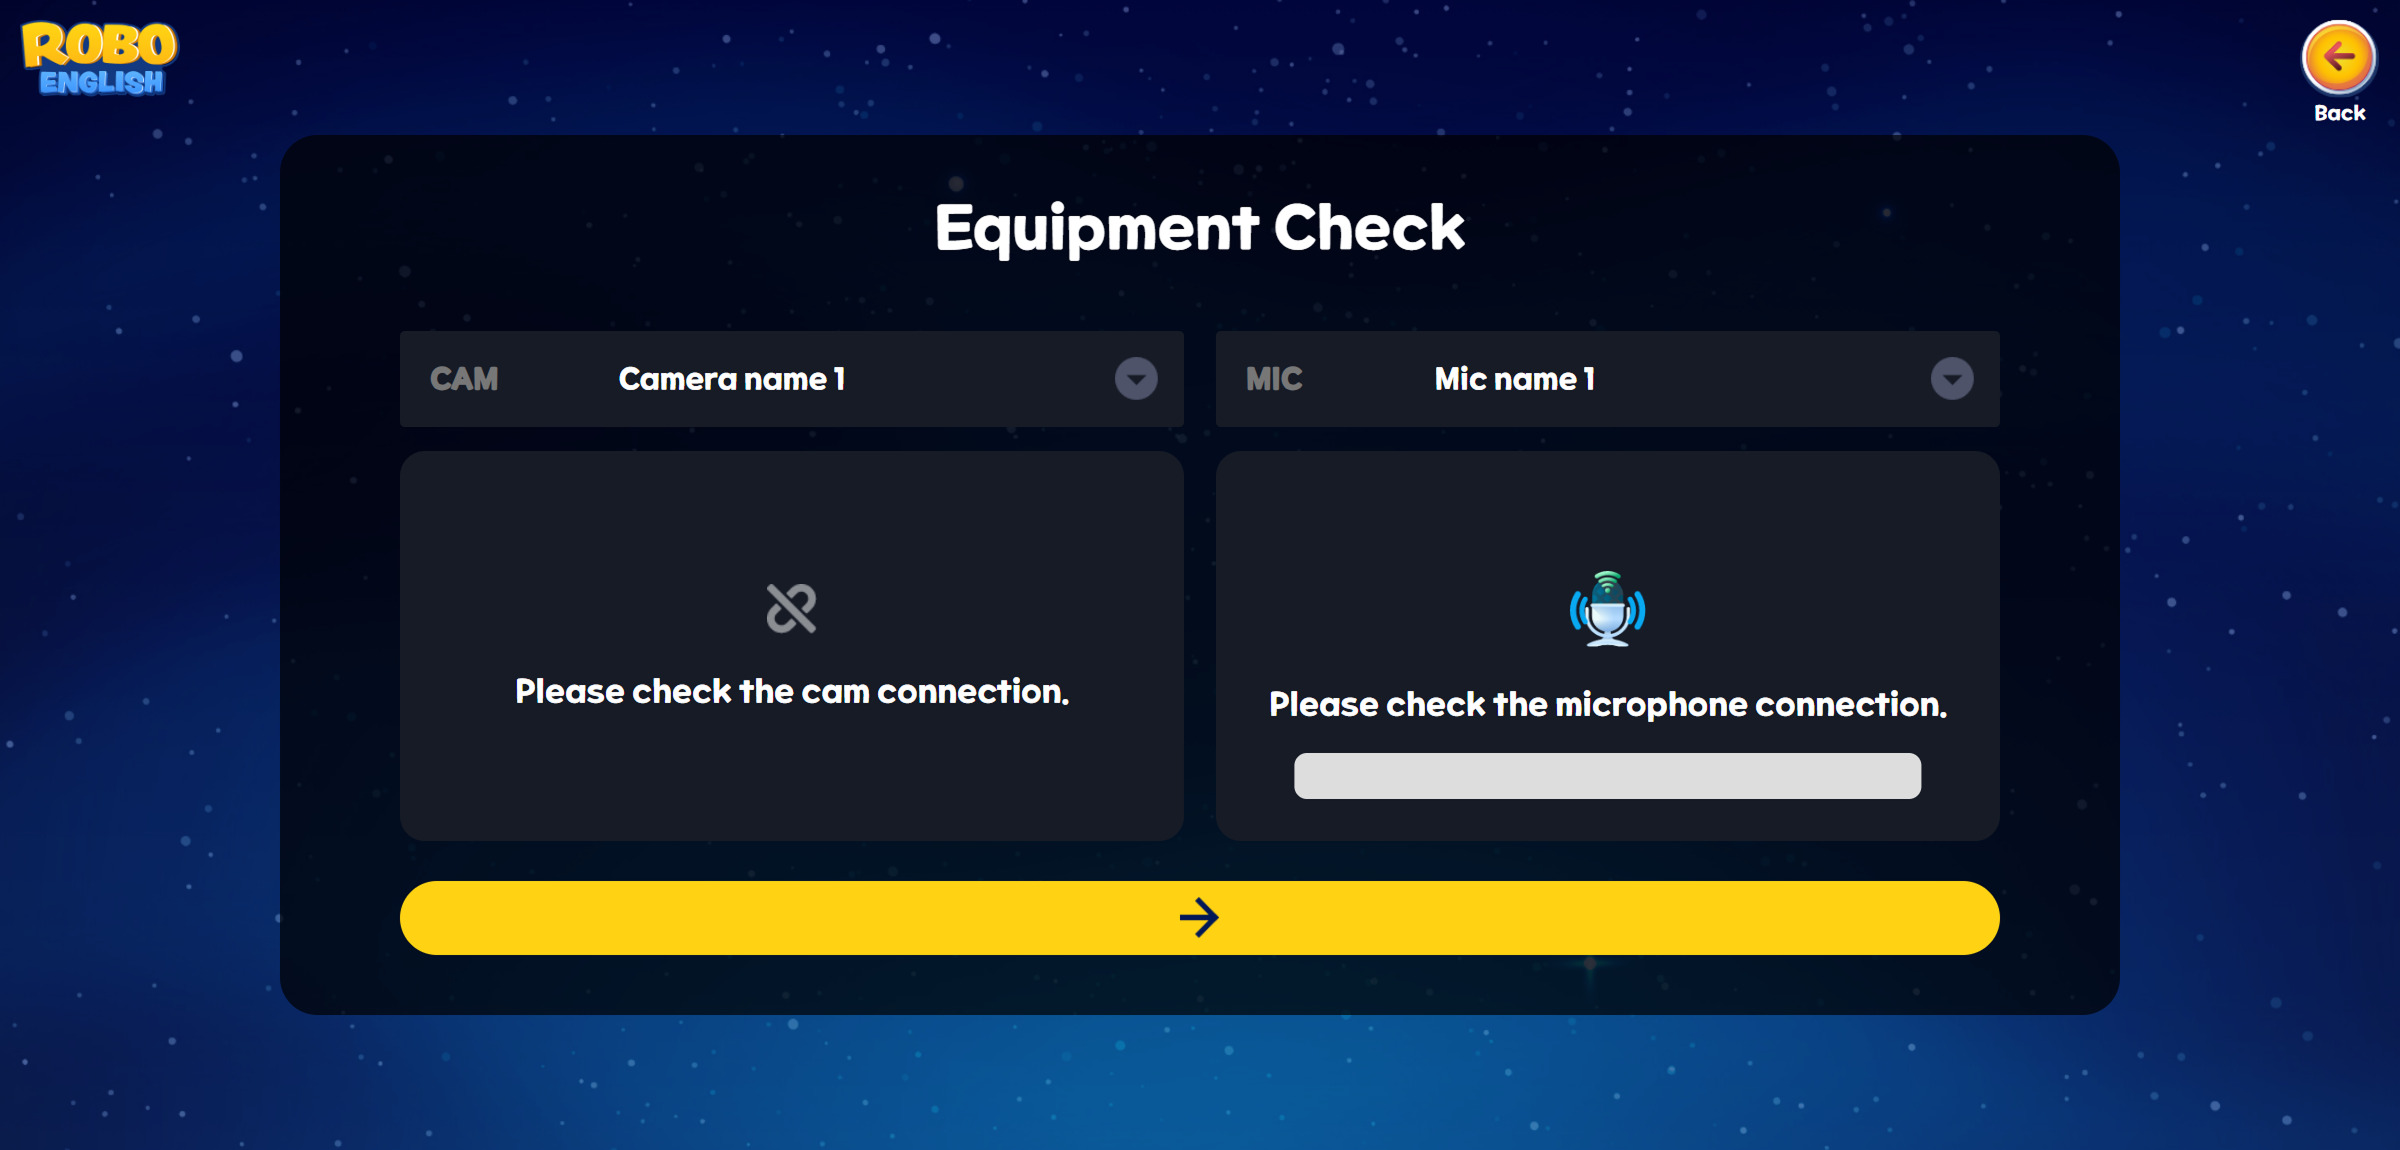 ROBO
ENGLISH
Back
Equipment Check
CAM Camera name 1
MIC Mic name 1
Please check the cam connection.
Please check the microphone connection.